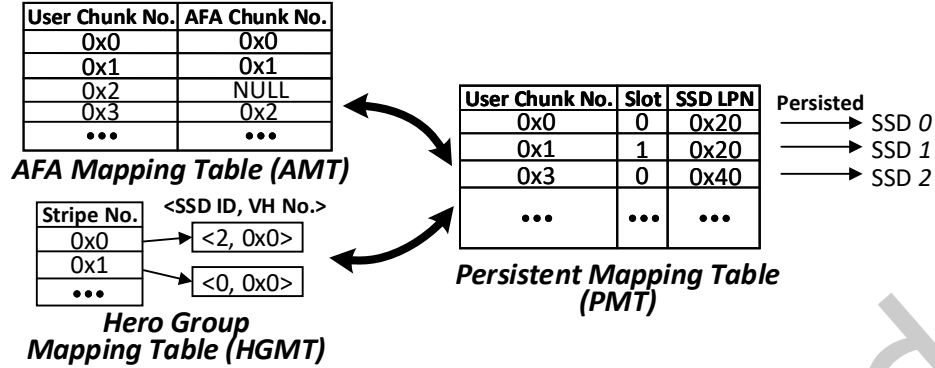 User Chunk No. AFA Chunk No.
0x0 0x0
0x1 0x1
0x2 NULL
0x3 0x2
•••  •••
AFA Mapping Table (AMT)
Stripe No. <SSD ID, VH No.>
0x0 <2, 0x0>
0x1 <0, 0x0>
•••
Hero Group
Mapping Table (HGMT)
User Chunk No. Slot SSD LPN Persisted
0x0 0 0x20 SSD 0
0x1 1 0x20 SSD 1
0x3 0 0x40 SSD 2
••• ••• •••
Persistent Mapping Table
(PMT)